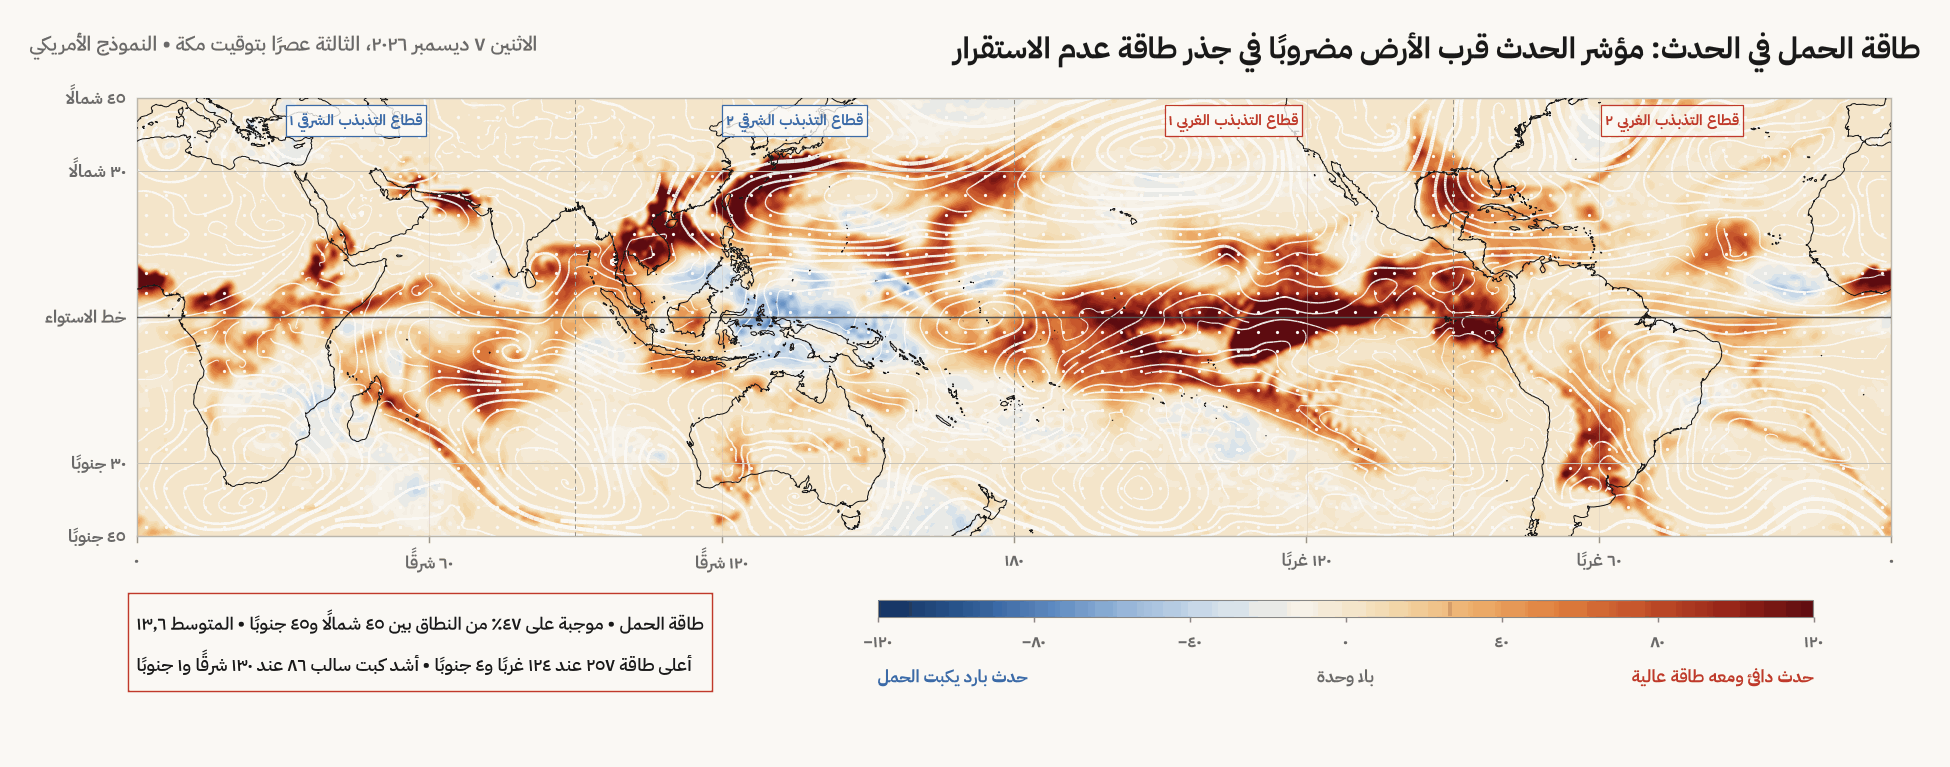 طاقة الحمل في الحدث: مؤشر الحدث قرب الأرض مضروبًا في جذر طاقة عدم الاستقرار
الاثنين ٧ ديسمبر ٢٠٢٦، الثالثة عصرًا بتوقيت مكة • النموذج الأمريكي
قطاع التذبذب الشرقي ١
قطاع التذبذب الشرقي ٢
قطاع التذبذب الغربي ١
قطاع التذبذب الغربي ٢
٤٥ شمالًا
٣٠ شمالًا
خط الاستواء
٣٠ جنوبًا
٤٥ جنوبًا
٠
٦٠ شرقًا
١٢٠ شرقًا
١٨٠
١٢٠ غربًا
٦٠ غربًا
٠
طاقة الحمل • موجبة على ٤٧٪ من النطاق بين ٤٥ شمالًا و٤٥ جنوبًا • المتوسط ١٣٫٦
أعلى طاقة ٢٥٧ عند ١٢٤ غربًا و٤ جنوبًا • أشد كبت سالب ٨٦ عند ١٣٠ شرقًا و١ جنوبًا
−١٢٠
−٨٠
−٤٠
٠
٤٠
٨٠
١٢٠
حدث بارد يكبت الحمل
بلا وحدة
حدث دافئ ومعه طاقة عالية